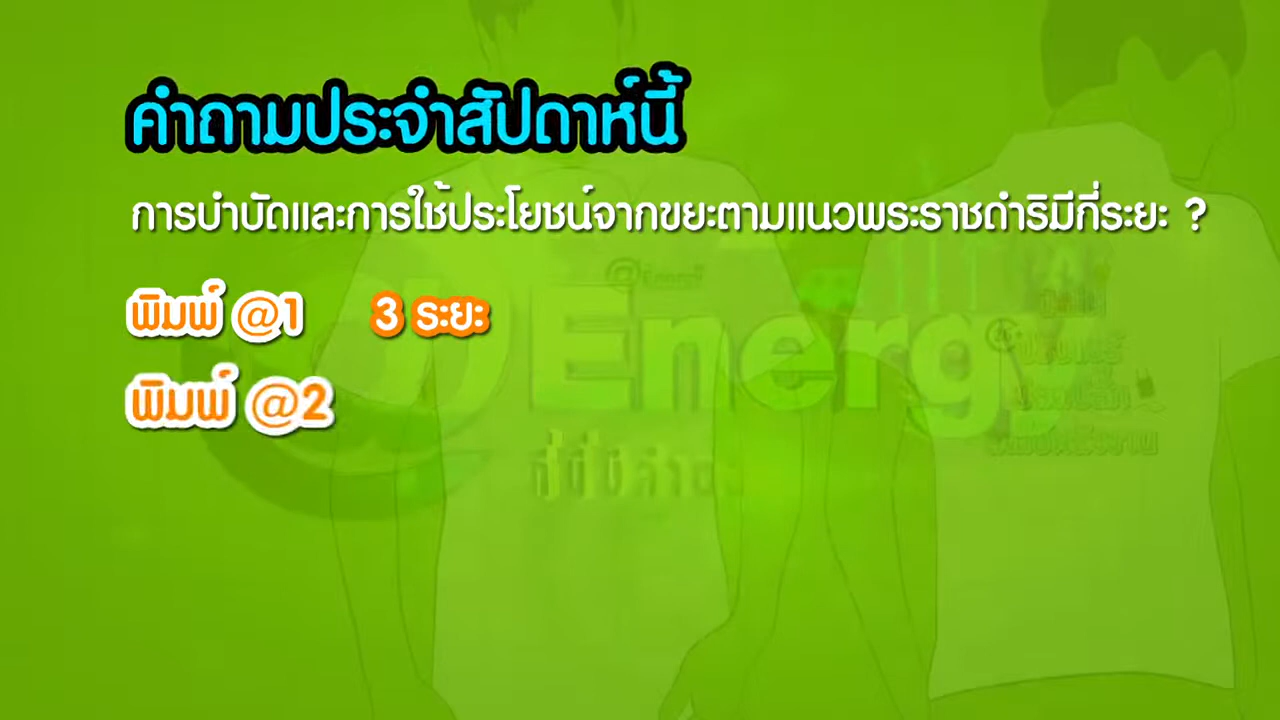 คำถามประจำสัปดาห์นี้
การบำบัดและการใช้ประโยชน์จากขยะตามแนวพระราชดำริมีกี่ระยะ ?
พิมพ์ @1 3 ระยะ
พิมพ์ @2
Energy